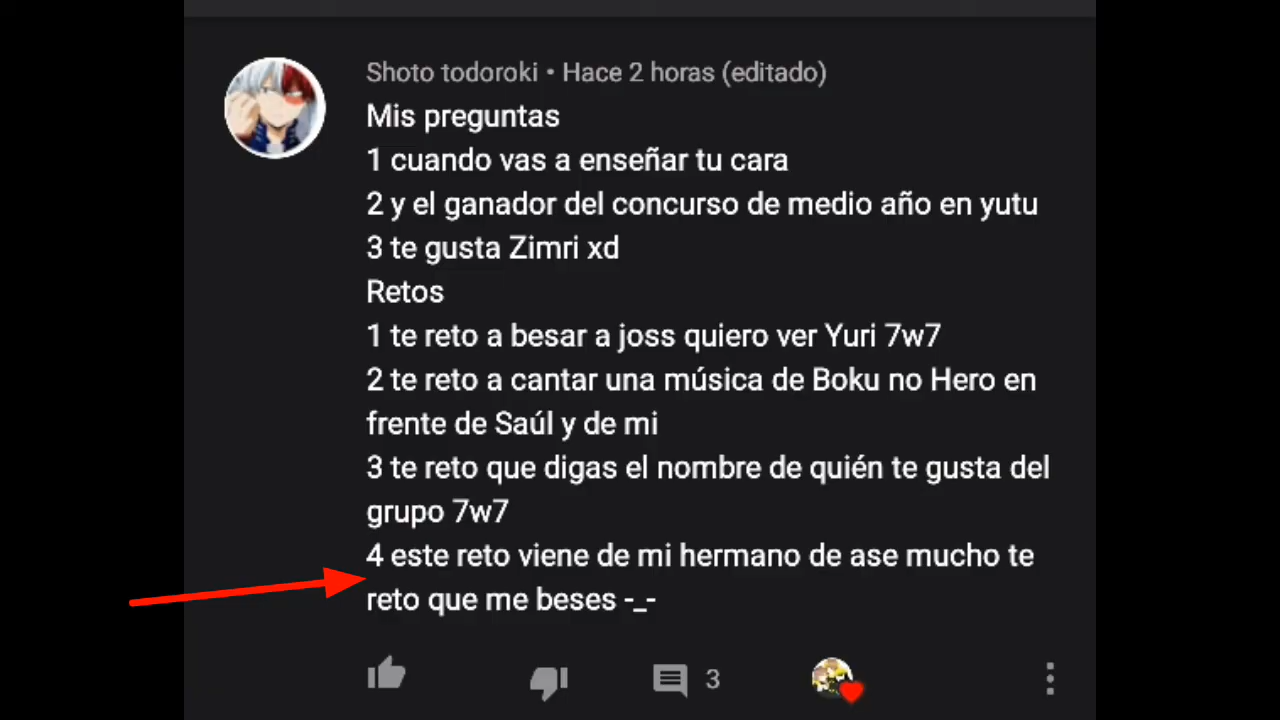 Shoto todoroki • Hace 2 horas (editado)
Mis preguntas
1 cuando vas a enseñar tu cara
2 y el ganador del concurso de medio año en yutu
3 te gusta Zimri xd
Retos
1 te reto a besar a joss quiero ver Yuri 7w7
2 te reto a cantar una música de Boku no Hero en
frente de Saúl y de mi
3 te reto que digas el nombre de quién te gusta del
grupo 7w7
4 este reto viene de mi hermano de ase mucho te
reto que me beses -_-
3